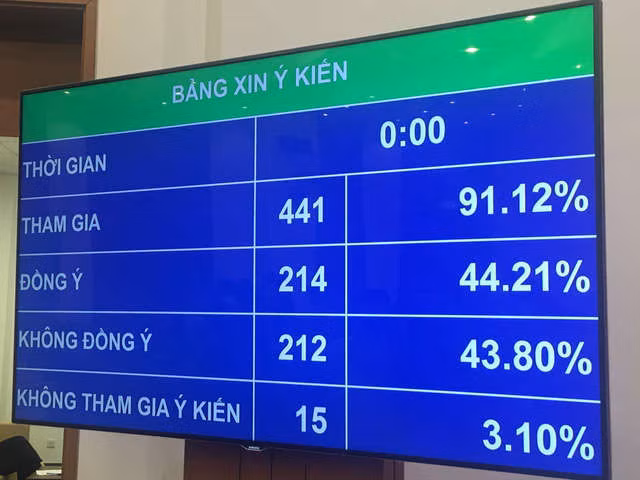 BẢNG XIN Ý KIẾN
THỜI GIAN 0:00
THAM GIA 441 91.12%
ĐỒNG Ý 214 44.21%
KHÔNG ĐỒNG Ý 212 43.80%
KHÔNG THAM GIA Ý KIẾN 15 3.10%